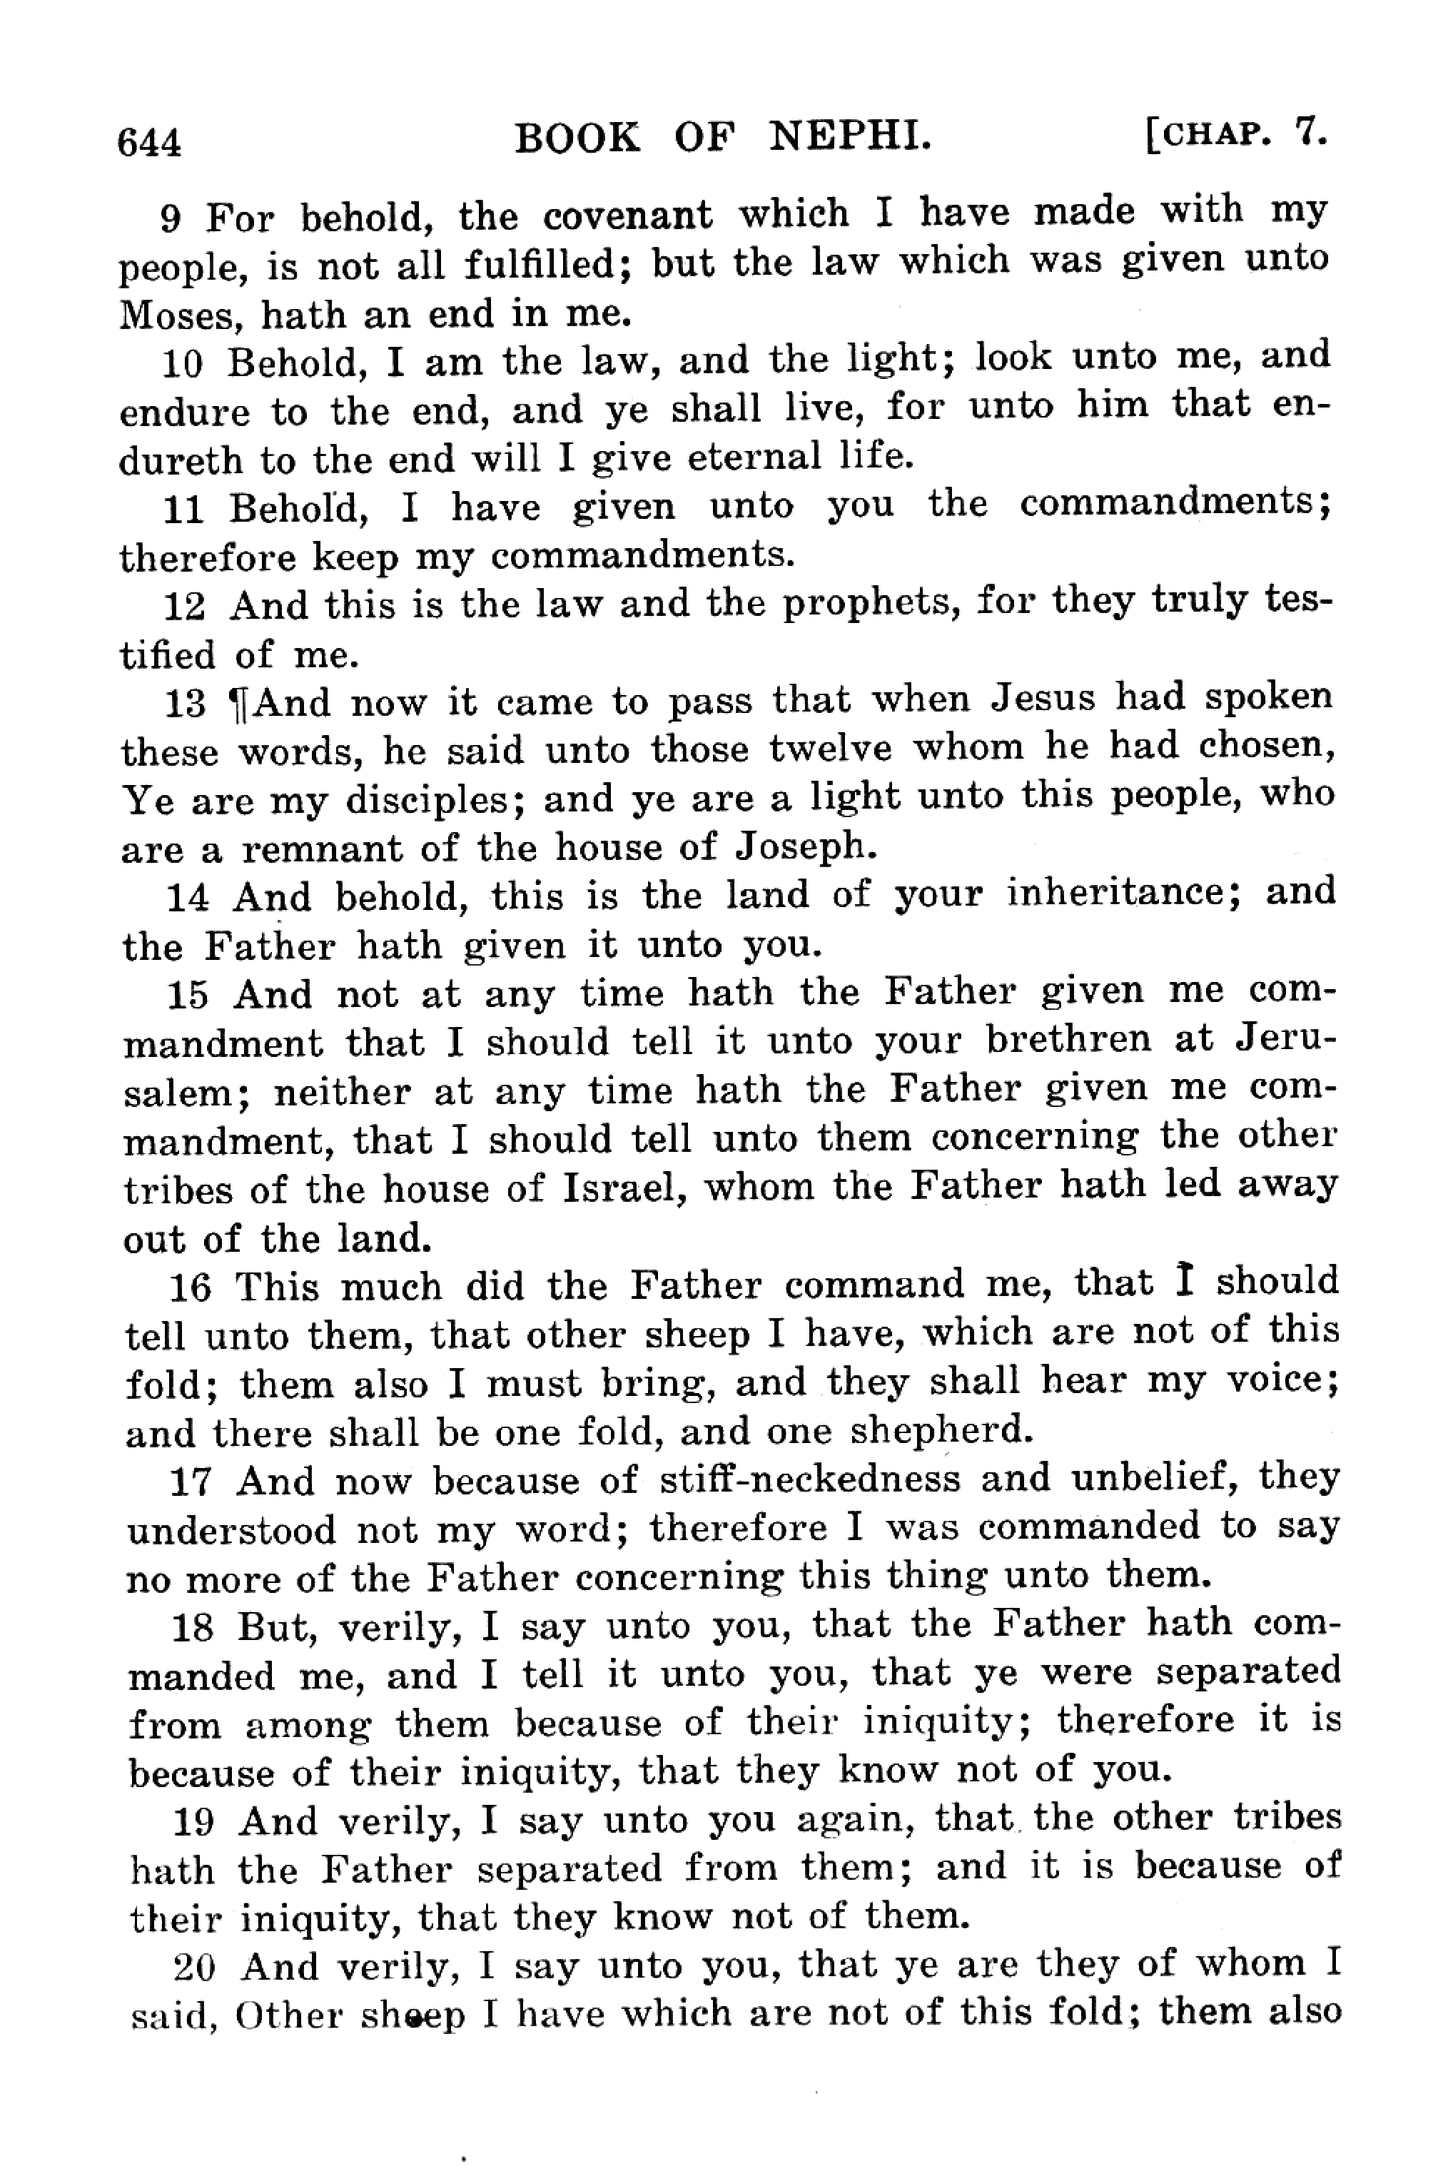 644 BOOK OF NEPHI. [CHAP. 7.
9 For behold, the covenant which I have made with my
people, is not all fulfilled; but the law which was given unto
Moses, hath an end in me.
10 Behold, I am the law, and the light; look unto me, and
endure to the end, and ye shall live, for unto him that en-
dureth to the end will I give eternal life.
11 Behold, I have given unto you the commandments;
therefore keep my commandments.
12 And this is the law and the prophets, for they truly tes-
tified of me.
13 ¶And now it came to pass that when Jesus had spoken
these words, he said unto those twelve whom he had chosen,
Ye are my disciples; and ye are a light unto this people, who
are a remnant of the house of Joseph.
14 And behold, this is the land of your inheritance; and
the Father hath given it unto you.
15 And not at any time hath the Father given me com-
mandment that I should tell it unto your brethren at Jeru-
salem; neither at any time hath the Father given me com-
mandment, that I should tell unto them concerning the other
tribes of the house of Israel, whom the Father hath led away
out of the land.
16 This much did the Father command me, that I should
tell unto them, that other sheep I have, which are not of this
fold; them also I must bring, and they shall hear my voice;
and there shall be one fold, and one shepherd.
17 And now because of stiff-neckedness and unbelief, they
understood not my word; therefore I was commanded to say
no more of the Father concerning this thing unto them.
18 But, verily, I say unto you, that the Father hath com-
manded me, and I tell it unto you, that ye were separated
from among them because of their iniquity; therefore it is
because of their iniquity, that they know not of you.
19 And verily, I say unto you again, that the other tribes
hath the Father separated from them; and it is because of
their iniquity, that they know not of them.
20 And verily, I say unto you, that ye are they of whom I
said, Other sheep I have which are not of this fold; them also